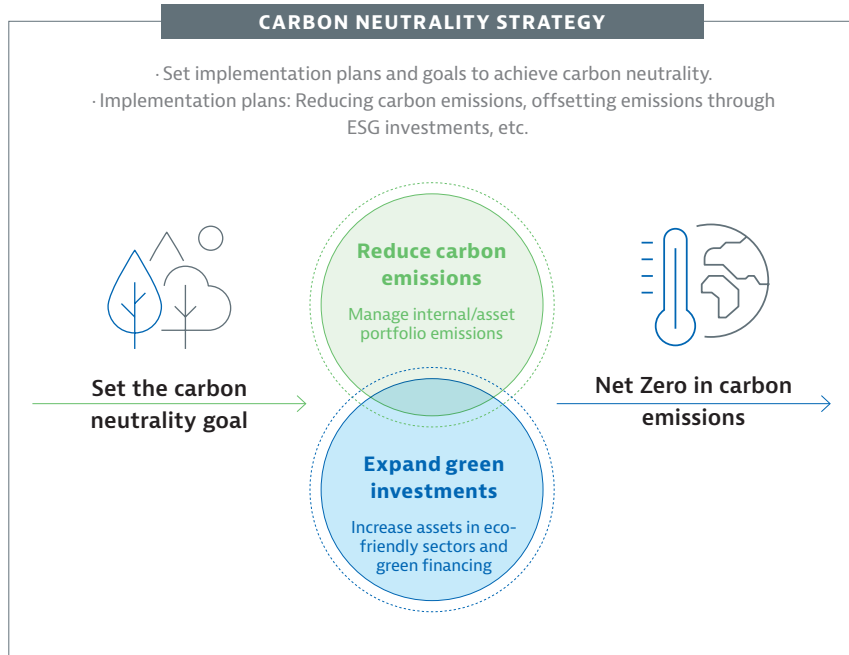 CARBON NEUTRALITY STRATEGY
· Set implementation plans and goals to achieve carbon neutrality.
· Implementation plans: Reducing carbon emissions, offsetting emissions through
ESG investments, etc.
Set the carbon
neutrality goal
Reduce carbon
emissions
Manage internal/asset
portfolio emissions
Expand green
investments
Increase assets in eco-
friendly sectors and
green financing
Net Zero in carbon
emissions